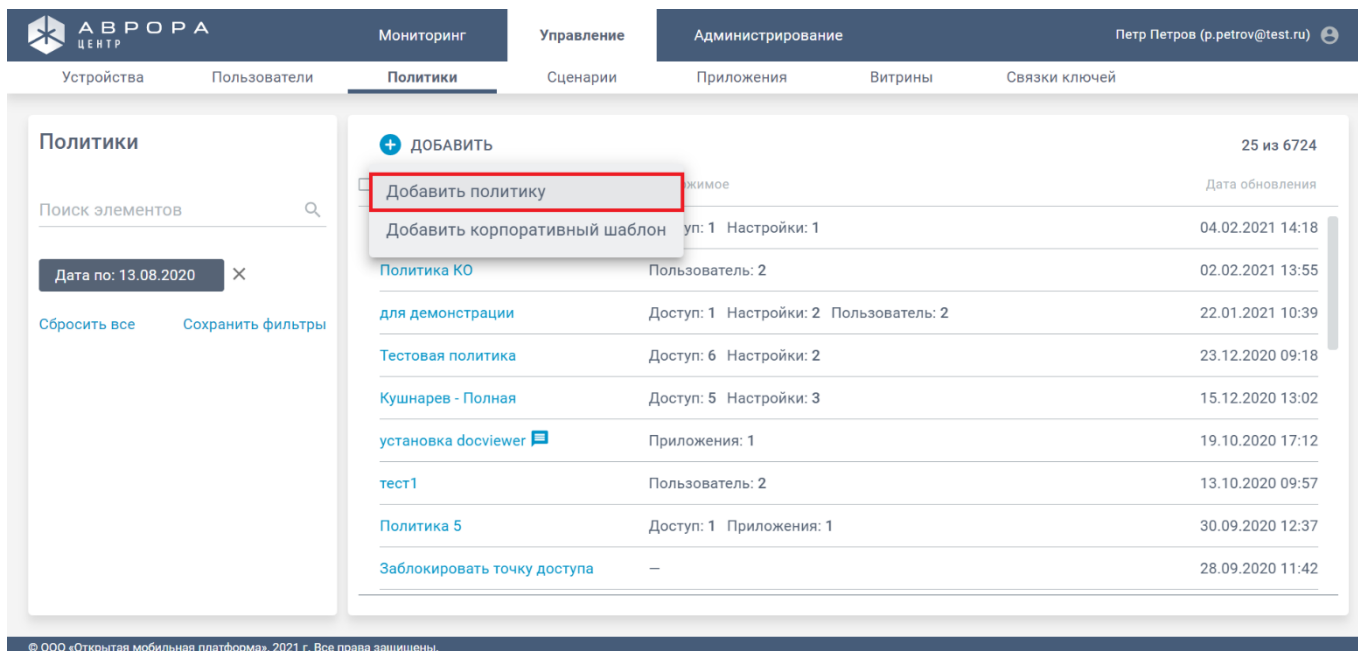 АВРОРА
ЦЕНТР
Мониторинг Управление Администрирование Петр Петров (p.petrov@test.ru)
Устройства Пользователи Политики Сценарии Приложения Витрины Связки ключей
Политики
ДОБАВИТЬ 25 из 6724
Добавить политику Дата обновления
Поиск элементов
Добавить корпоративный шаблон Настройки: 1 04.02.2021 14:18
Дата по: 13.08.2020
Политика КО Пользователь: 2 02.02.2021 13:55
Сбросить все Сохранить фильтры
для демонстрации Доступ: 1 Настройки: 2 Пользователь: 2 22.01.2021 10:39
Тестовая политика Доступ: 6 Настройки: 2 23.12.2020 09:18
Кушнарев - Полная Доступ: 5 Настройки: 3 15.12.2020 13:02
установка docviewer Приложения: 1 19.10.2020 17:12
тест1 Пользователь: 2 13.10.2020 09:57
Политика 5 Доступ: 1 Приложения: 1 30.09.2020 12:37
Заблокировать точку доступа — 28.09.2020 11:42
© ООО «Открытая мобильная платформа», 2021 г. Все права защищены.